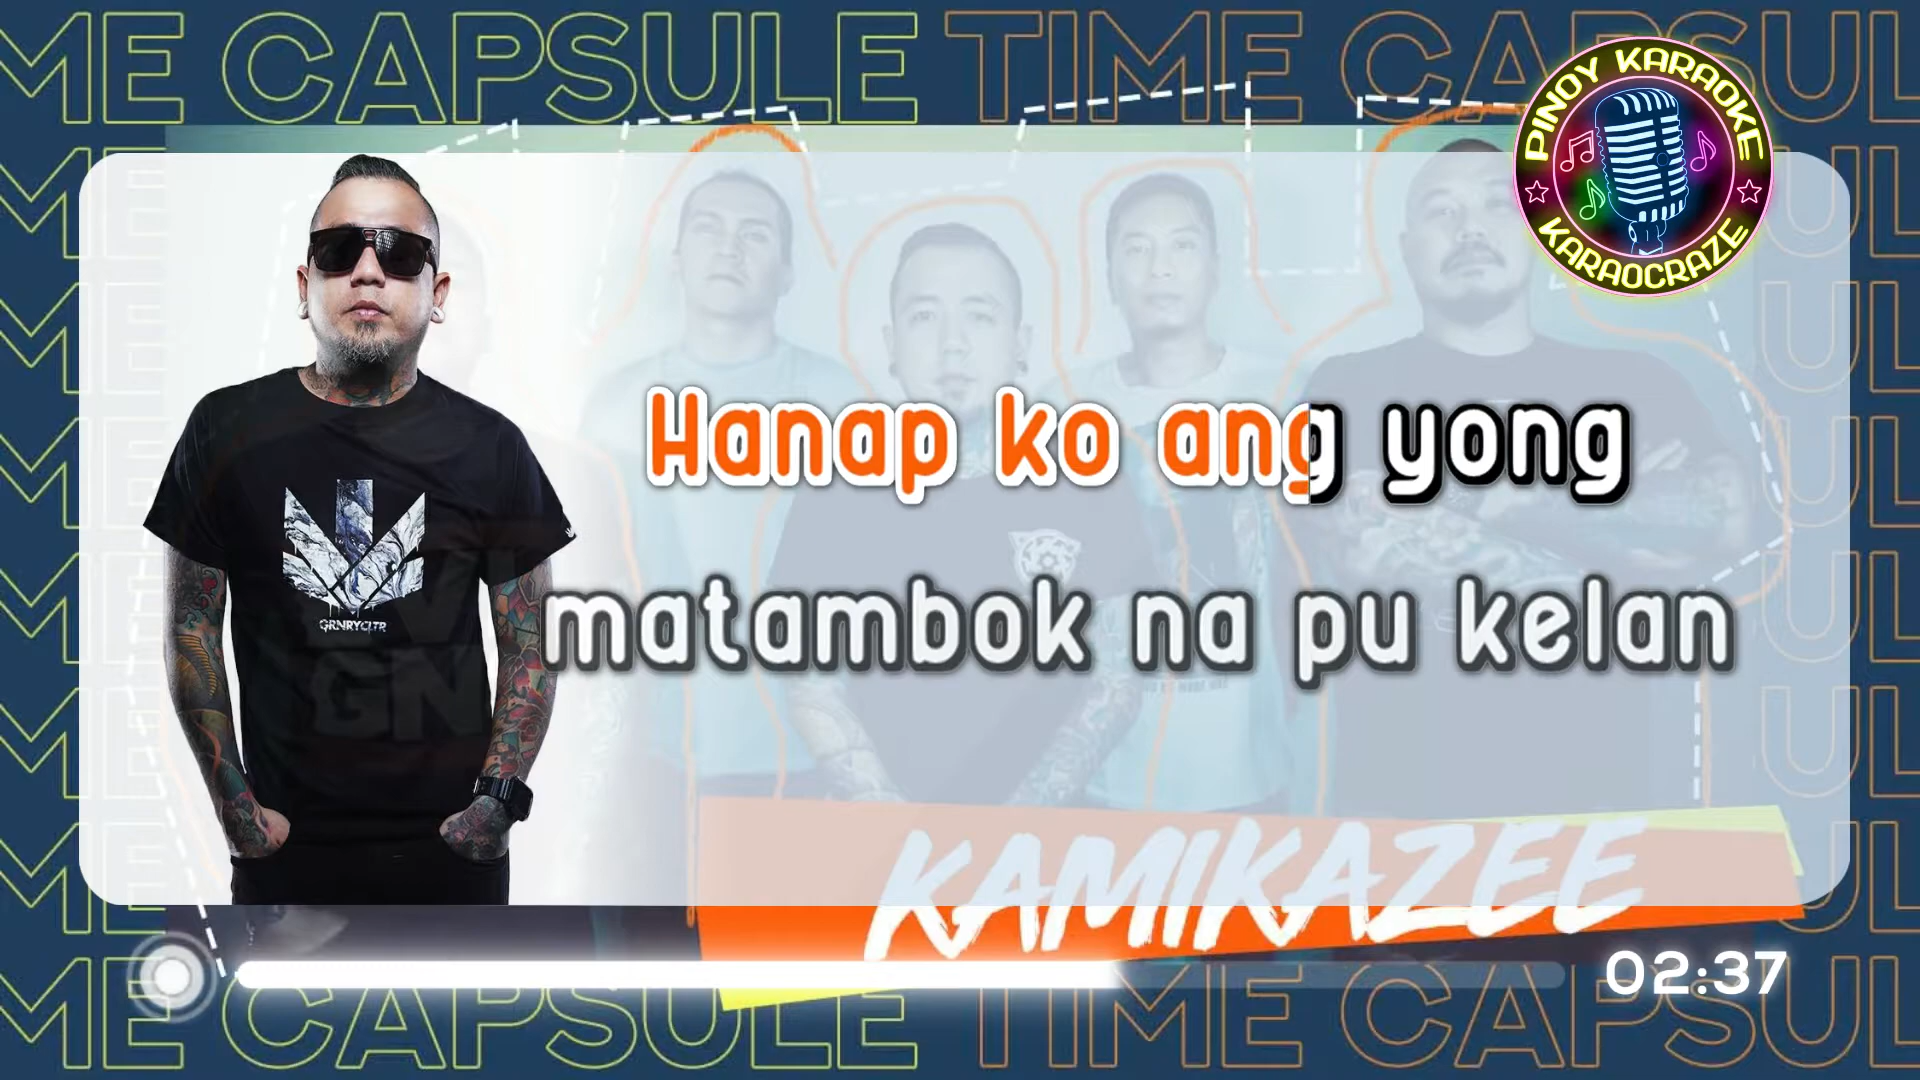 ME CAPSULE TIME CAPSUL
PINOY KARAOKE
KARAOCRAZE
Hanap ko ang yong
matambok na pu kelan
GRNRYCLTR
GN
KAMIKAZEE
02:37
ME CAPSULE TIME CAPSUL